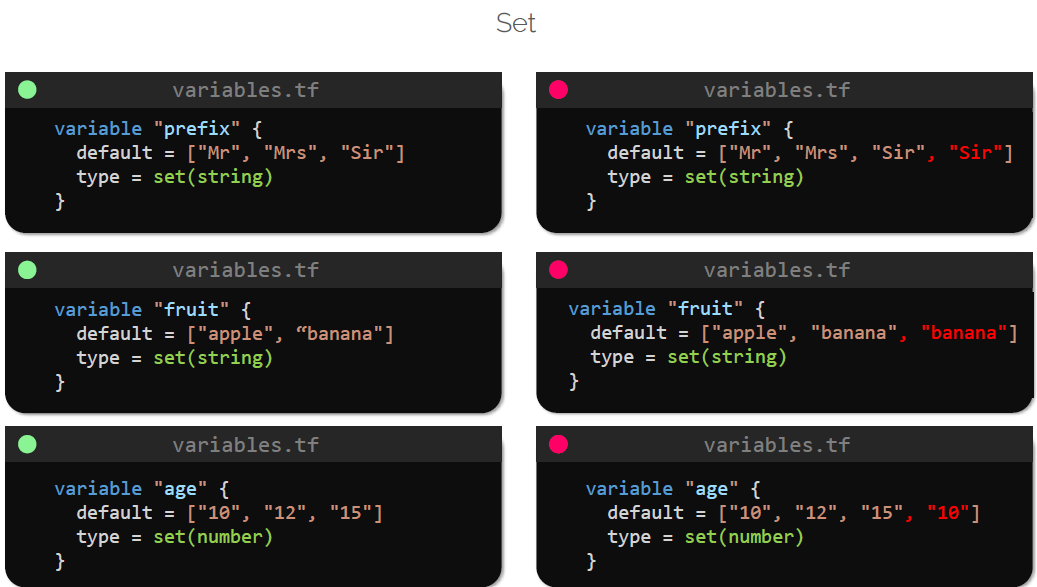 Set
variables.tf
variable "prefix" {
default = ["Mr", "Mrs", "Sir"]
type = set(string)
}
variables.tf
variable "prefix" {
default = ["Mr", "Mrs", "Sir", "Sir"]
type = set(string)
}
variables.tf
variable "fruit" {
default = ["apple", “banana"]
type = set(string)
}
variables.tf
variable "fruit" {
default = ["apple", "banana", "banana"]
type = set(string)
}
variables.tf
variable "age" {
default = ["10", "12", "15"]
type = set(number)
}
variables.tf
variable "age" {
default = ["10", "12", "15", "10"]
type = set(number)
}